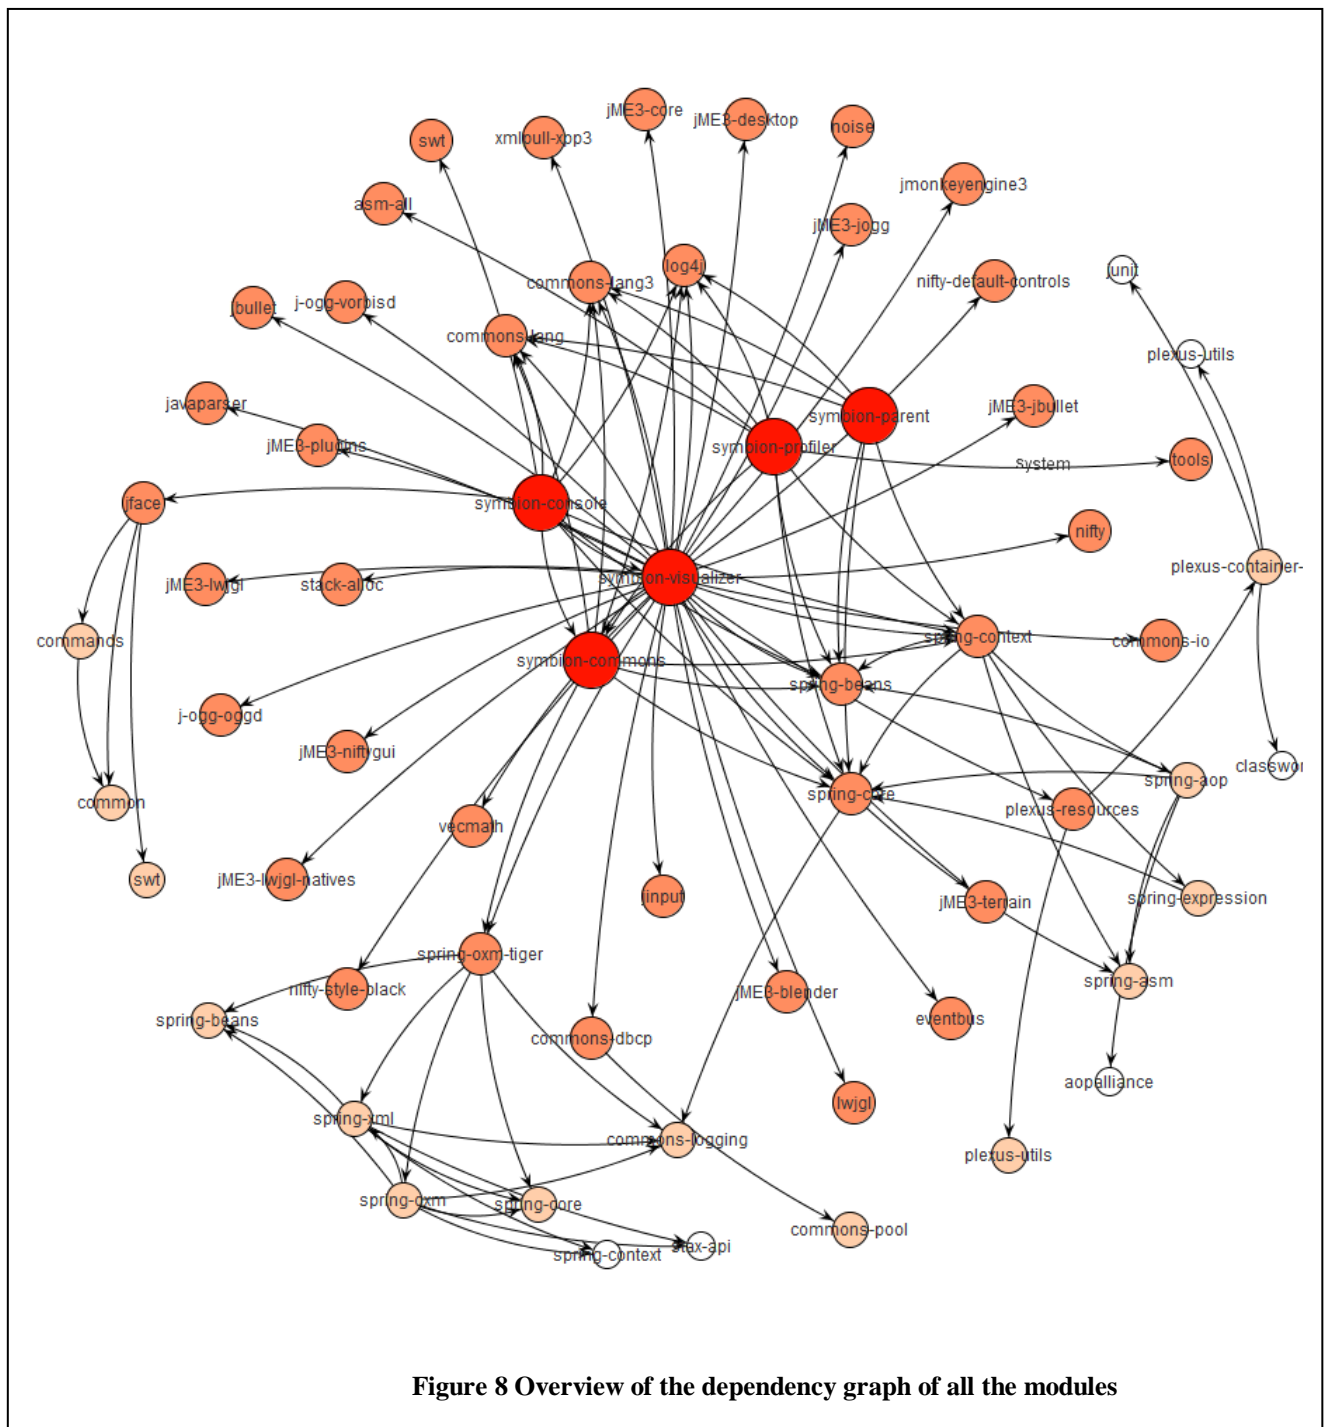 jME3-core
jME3-desktop
noise
swt
xmlpull-xpp3
jmonkeyengine3
asm-all
jME3-jogg
log4j
junit
commons-lang3
nifty-default-controls
jbullet
j-ogg-vorbisd
commons-lang
plexus-utils
javaparser
jME3-jbullet
symbion-parent
jME3-plugins
symbion-profiler
system
tools
jface
symbion-console
nifty
plexus-container-
symbion-visualizer
jME3-lwjgl
stack-alloc
commands
spring-context
commons-io
symbion-commons
spring-beans
j-ogg-oggd
jME3-niftygui
classwor
spring-aop
common
spring-core
plexus-resources
vecmath
swt
jME3-lwjgl-natives
jinput
jME3-terrain
spring-expression
spring-oxm-tiger
spring-asm
nifty-style-black
jME3-blender
spring-beans
eventbus
commons-dbcp
aopalliance
lwjgl
spring-xml
commons-logging
plexus-utils
spring-oxm
spring-core
commons-pool
spring-context
stax-api
Figure 8 Overview of the dependency graph of all the modules